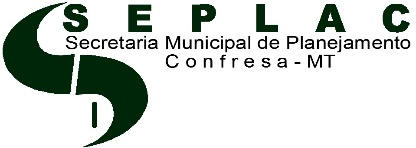 SEPLAC
Secretaria Municipal de Planejamento
Confresa - MT